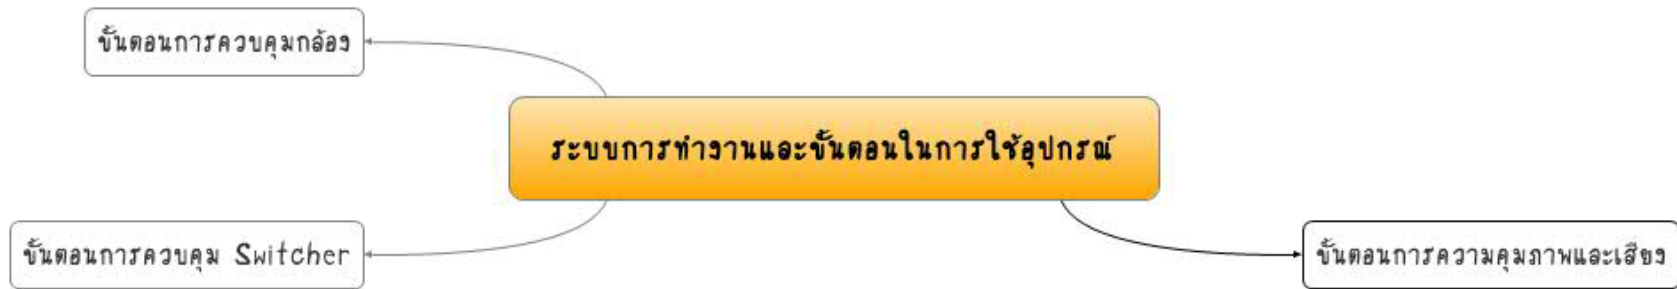 ขั้นตอนการควบคุมกล้อง
ระบบการทำงานและขั้นตอนในการใช้อุปกรณ์
ขั้นตอนการควบคุม Switcher
ขั้นตอนการความคุมภาพและเสียง